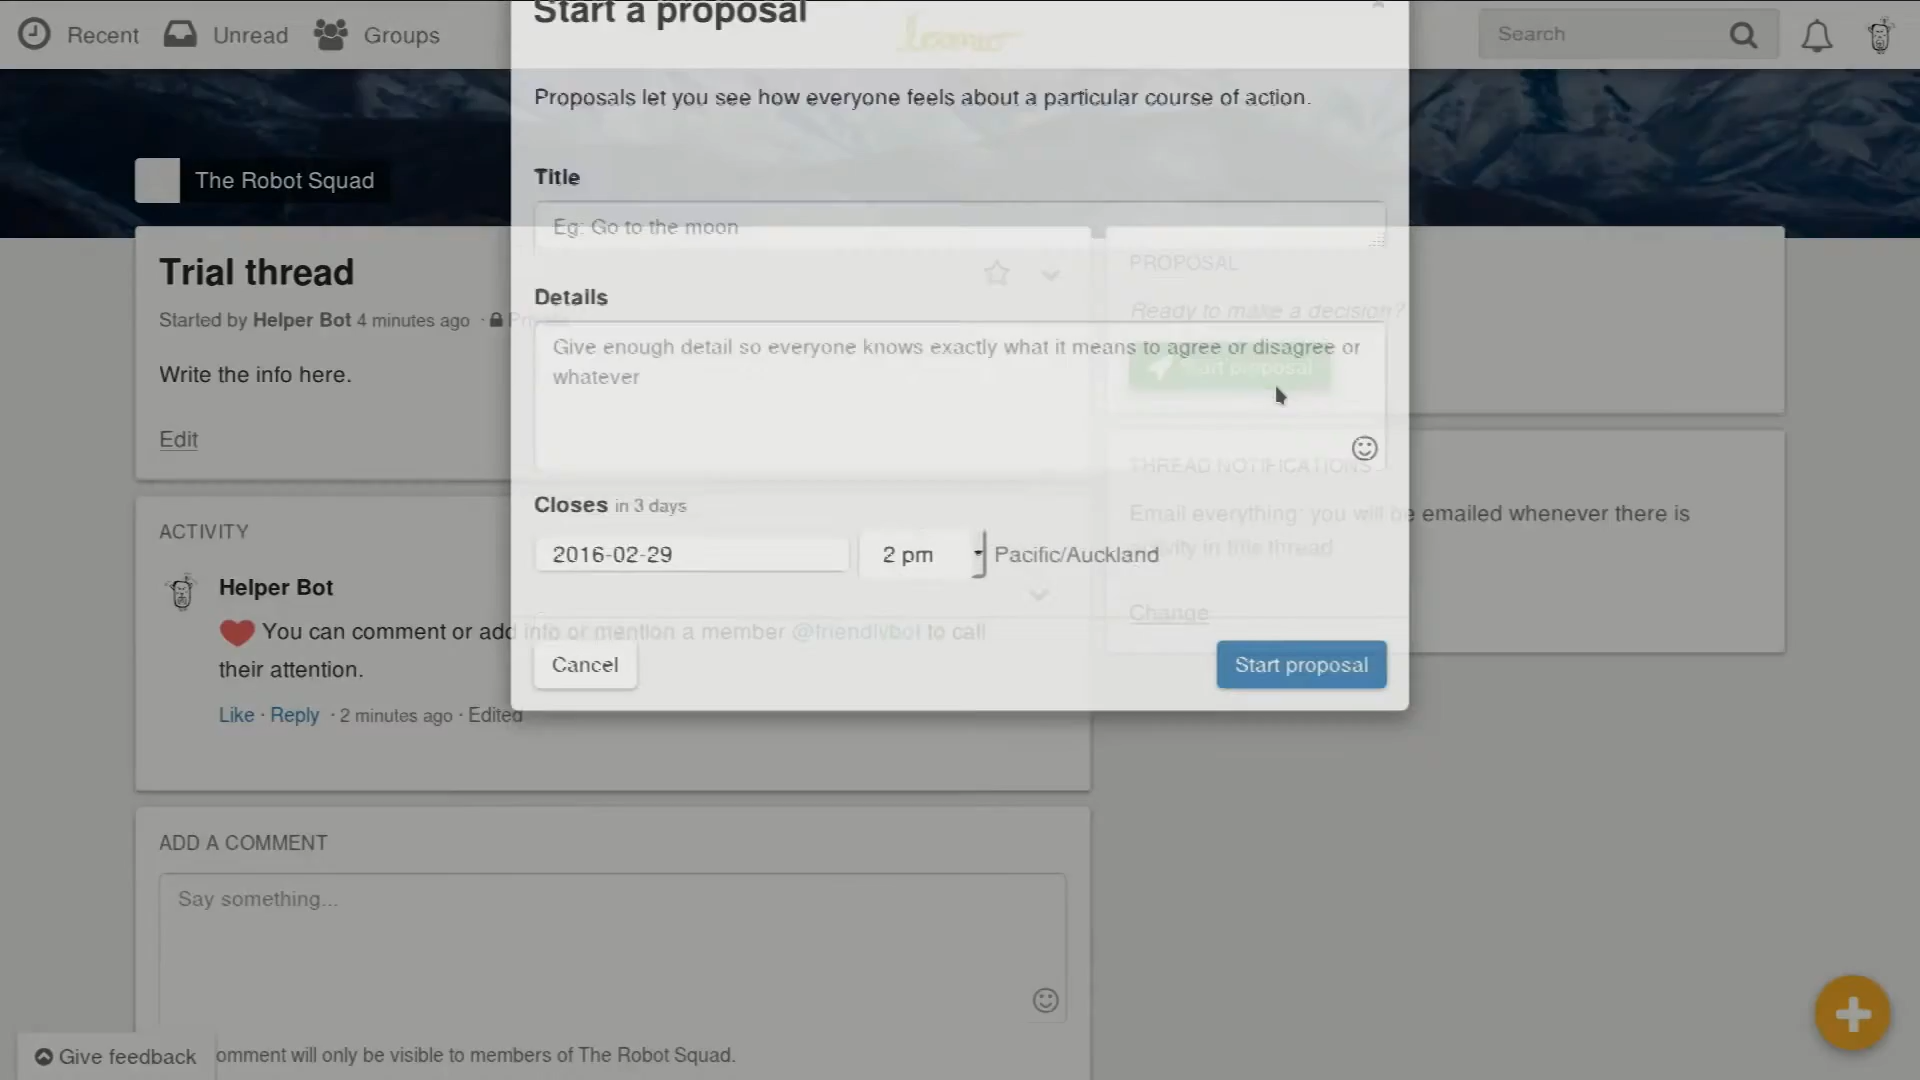 Recent
Unread
Groups
Search
Start a proposal
loomio
Proposals let you see how everyone feels about a particular course of action.
The Robot Squad
Title
Eg: Go to the moon
Trial thread
Started by Helper Bot 4 minutes ago ·
Write the info here.
Edit
Details
Give enough detail so everyone knows exactly what it means to agree or disagree or
whatever
PROPOSAL
Ready to make a decision?
Start proposal
THREAD NOTIFICATIONS
Email everything: you will be emailed whenever there is
activity in this thread
Change
Closes in 3 days
2016-02-29
2 pm
Pacific/Auckland
Cancel
Start proposal
ACTIVITY
Helper Bot
You can comment or add info or mention a member @friendlybot to call
their attention.
Like · Reply · 2 minutes ago · Edited
ADD A COMMENT
Say something...
Give feedback
omment will only be visible to members of The Robot Squad.